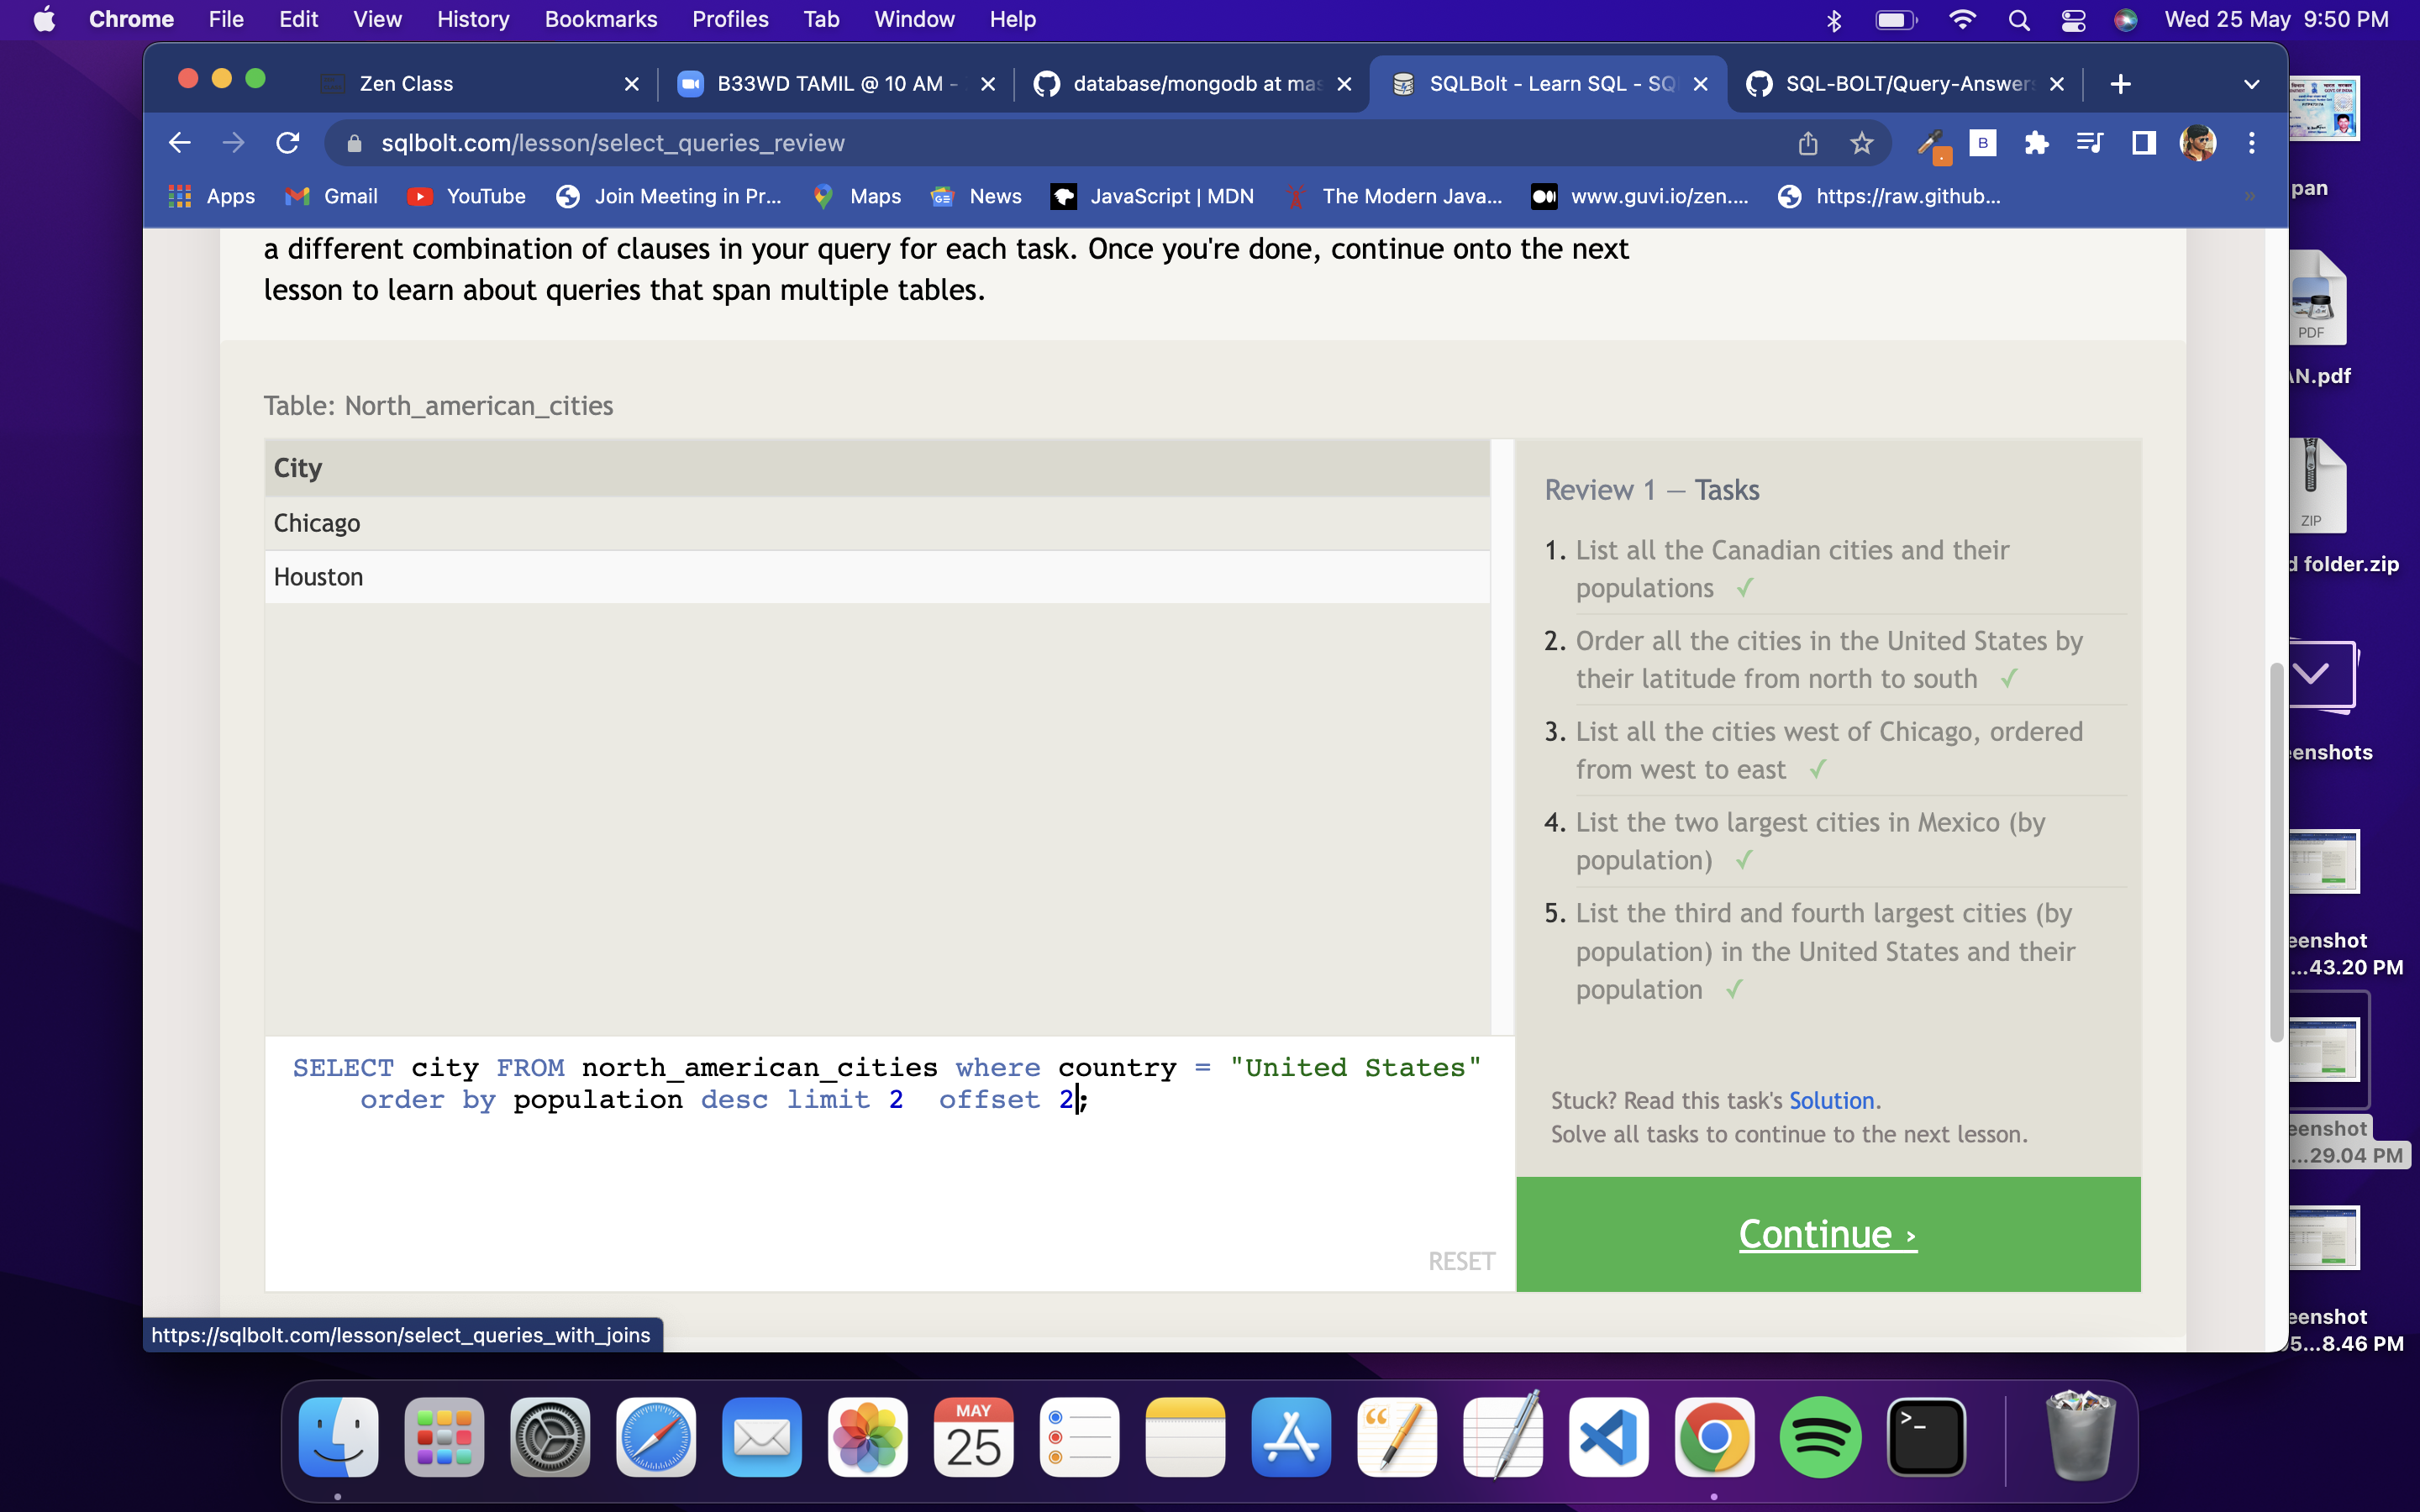 Chrome File Edit View History Bookmarks Profiles Tab Window Help Wed 25 May 9:50 PM
Zen Class B33WD TAMIL @ 10 AM - database/mongodb at mas SQLBolt - Learn SQL - SQ SQL-BOLT/Query-Answers
sqlbolt.com/lesson/select_queries_review
Apps Gmail YouTube Join Meeting in Pr... Maps News JavaScript | MDN The Modern Java... www.guvi.io/zen.... https://raw.github...
a different combination of clauses in your query for each task. Once you're done, continue onto the next
lesson to learn about queries that span multiple tables.
Table: North_american_cities
City
Chicago
Houston
Review 1 — Tasks
1. List all the Canadian cities and their
populations ✓
2. Order all the cities in the United States by
their latitude from north to south ✓
3. List all the cities west of Chicago, ordered
from west to east ✓
4. List the two largest cities in Mexico (by
population) ✓
5. List the third and fourth largest cities (by
population) in the United States and their
population ✓
SELECT city FROM north_american_cities where country = "United States"
order by population desc limit 2 offset 2;
RESET
Stuck? Read this task's Solution.
Solve all tasks to continue to the next lesson.
Continue ›
https://sqlbolt.com/lesson/select_queries_with_joins
pan
PDF
AN.pdf
ZIP
d folder.zip
eenshots
eenshot
...43.20 PM
eenshot
...29.04 PM
eenshot
5...8.46 PM
MAY
25